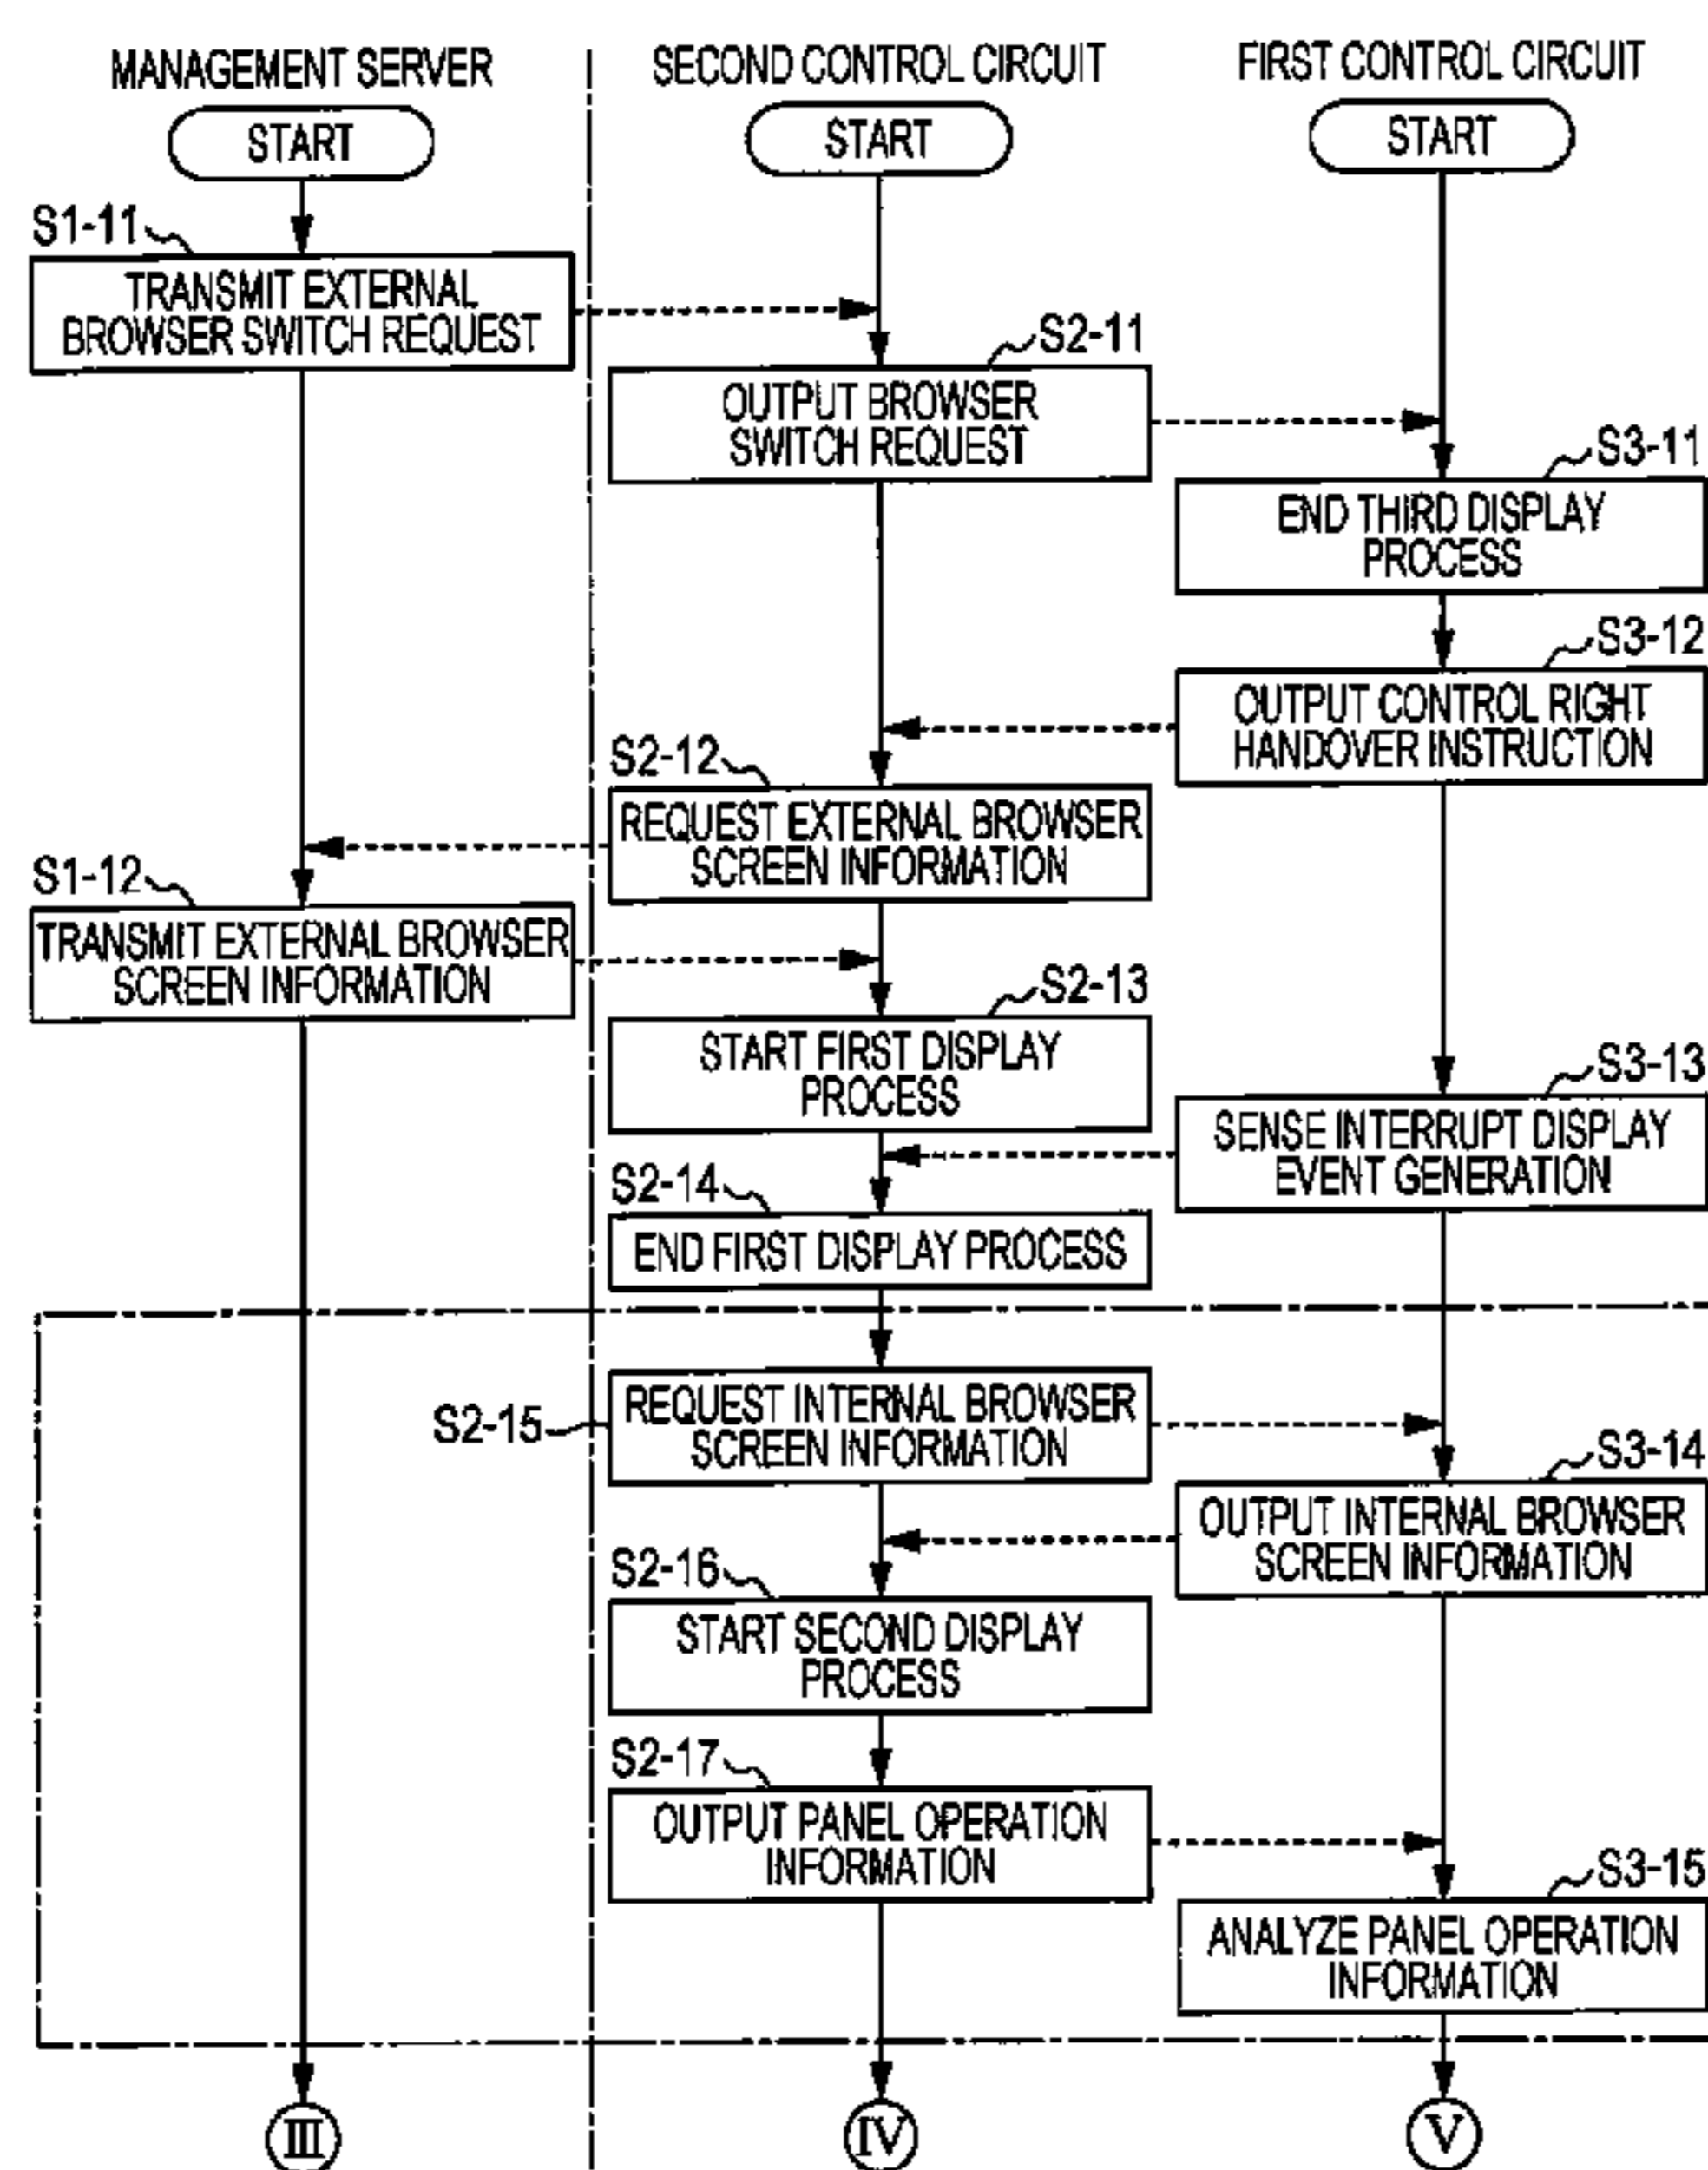 MANAGEMENT SERVER
SECOND CONTROL CIRCUIT
FIRST CONTROL CIRCUIT
START
START
START
S1-11
TRANSMIT EXTERNAL
BROWSER SWITCH REQUEST
S2-11
OUTPUT BROWSER
SWITCH REQUEST
S3-11
END THIRD DISPLAY
PROCESS
S3-12
OUTPUT CONTROL RIGHT
HANDOVER INSTRUCTION
S2-12
REQUEST EXTERNAL BROWSER
SCREEN INFORMATION
S1-12
TRANSMIT EXTERNAL BROWSER
SCREEN INFORMATION
S2-13
START FIRST DISPLAY
PROCESS
S3-13
SENSE INTERRUPT DISPLAY
EVENT GENERATION
S2-14
END FIRST DISPLAY PROCESS
S2-15
REQUEST INTERNAL BROWSER
SCREEN INFORMATION
S3-14
OUTPUT INTERNAL BROWSER
SCREEN INFORMATION
S2-16
START SECOND DISPLAY
PROCESS
S2-17
OUTPUT PANEL OPERATION
INFORMATION
S3-15
ANALYZE PANEL OPERATION
INFORMATION
III
IV
V